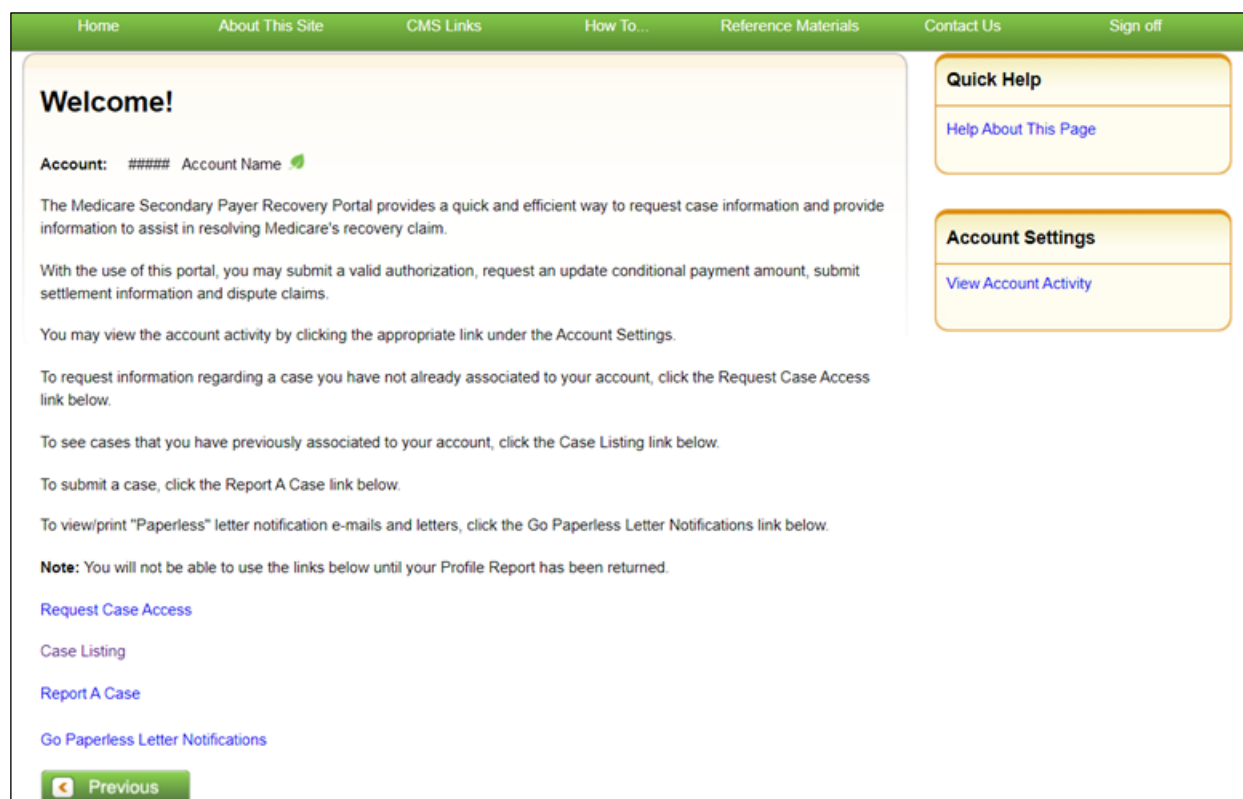 Home About This Site CMS Links How To... Reference Materials Contact Us Sign off
Welcome!
Account: ##### Account Name
The Medicare Secondary Payer Recovery Portal provides a quick and efficient way to request case information and provide
information to assist in resolving Medicare's recovery claim.
With the use of this portal, you may submit a valid authorization, request an update conditional payment amount, submit
settlement information and dispute claims.
You may view the account activity by clicking the appropriate link under the Account Settings.
To request information regarding a case you have not already associated to your account, click the Request Case Access
link below.
To see cases that you have previously associated to your account, click the Case Listing link below.
To submit a case, click the Report A Case link below.
To view/print "Paperless" letter notification e-mails and letters, click the Go Paperless Letter Notifications link below.
Note: You will not be able to use the links below until your Profile Report has been returned.
Request Case Access
Case Listing
Report A Case
Go Paperless Letter Notifications
Previous
Quick Help
Help About This Page
Account Settings
View Account Activity